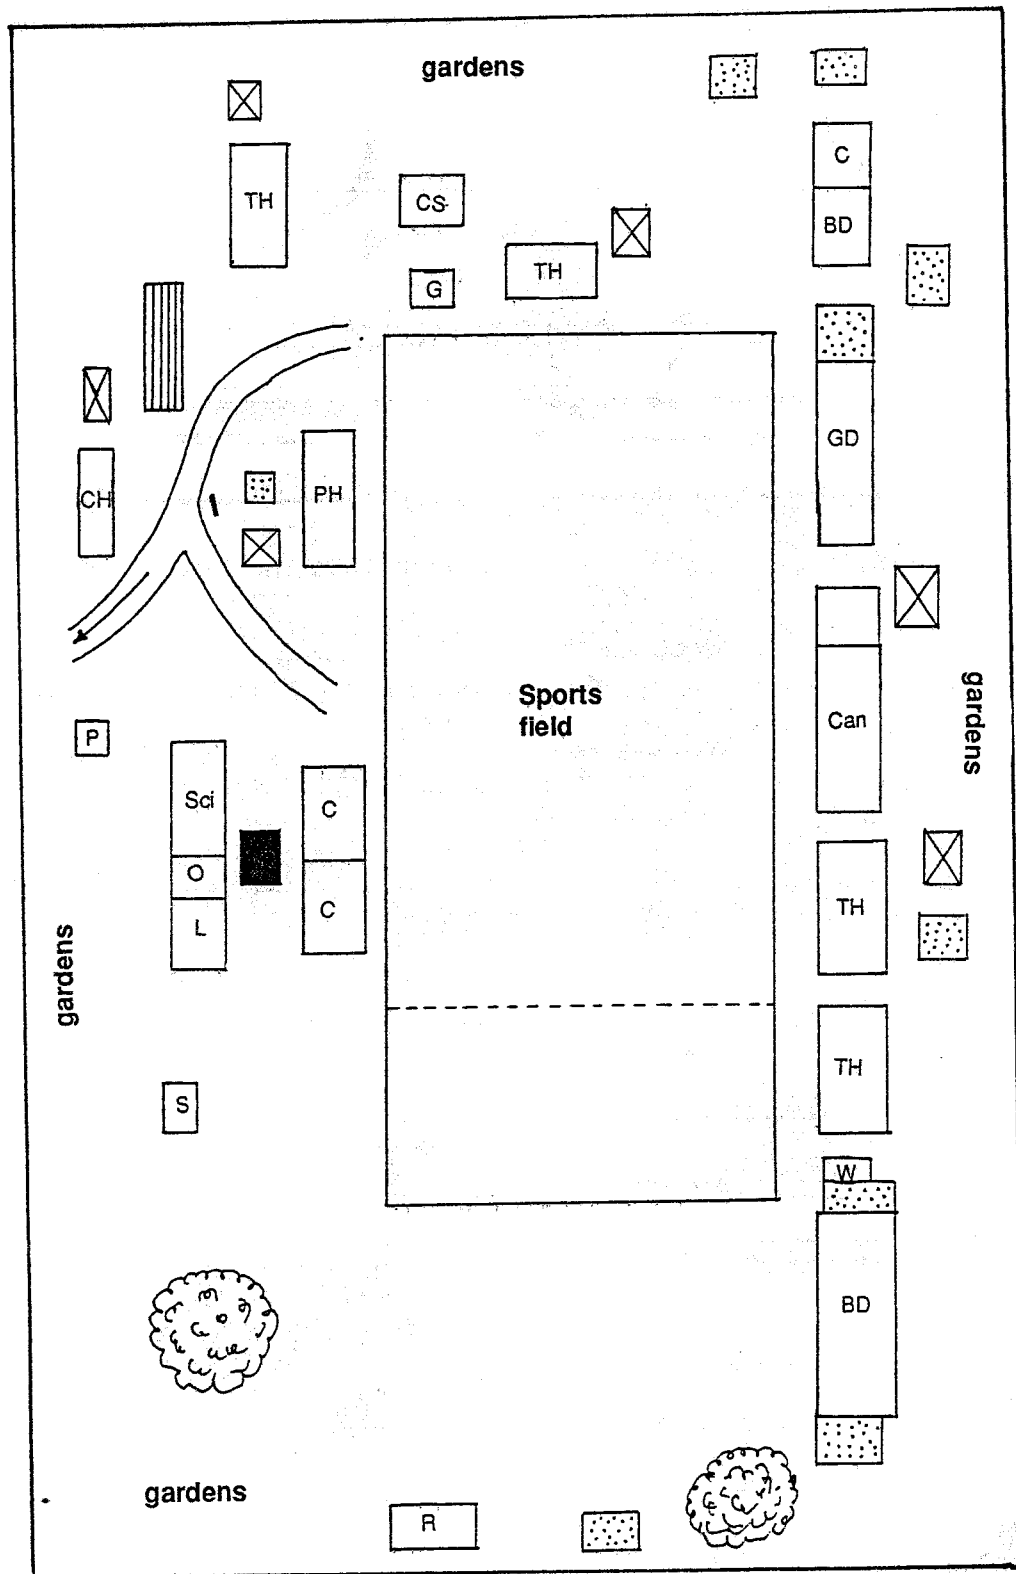 gardens
C
TH
CS
BD
TH
G
GD
CH
PH
gardens
Sports
field
Can
P
Sci
C
O
TH
C
L
gardens
TH
S
W
BD
gardens
R